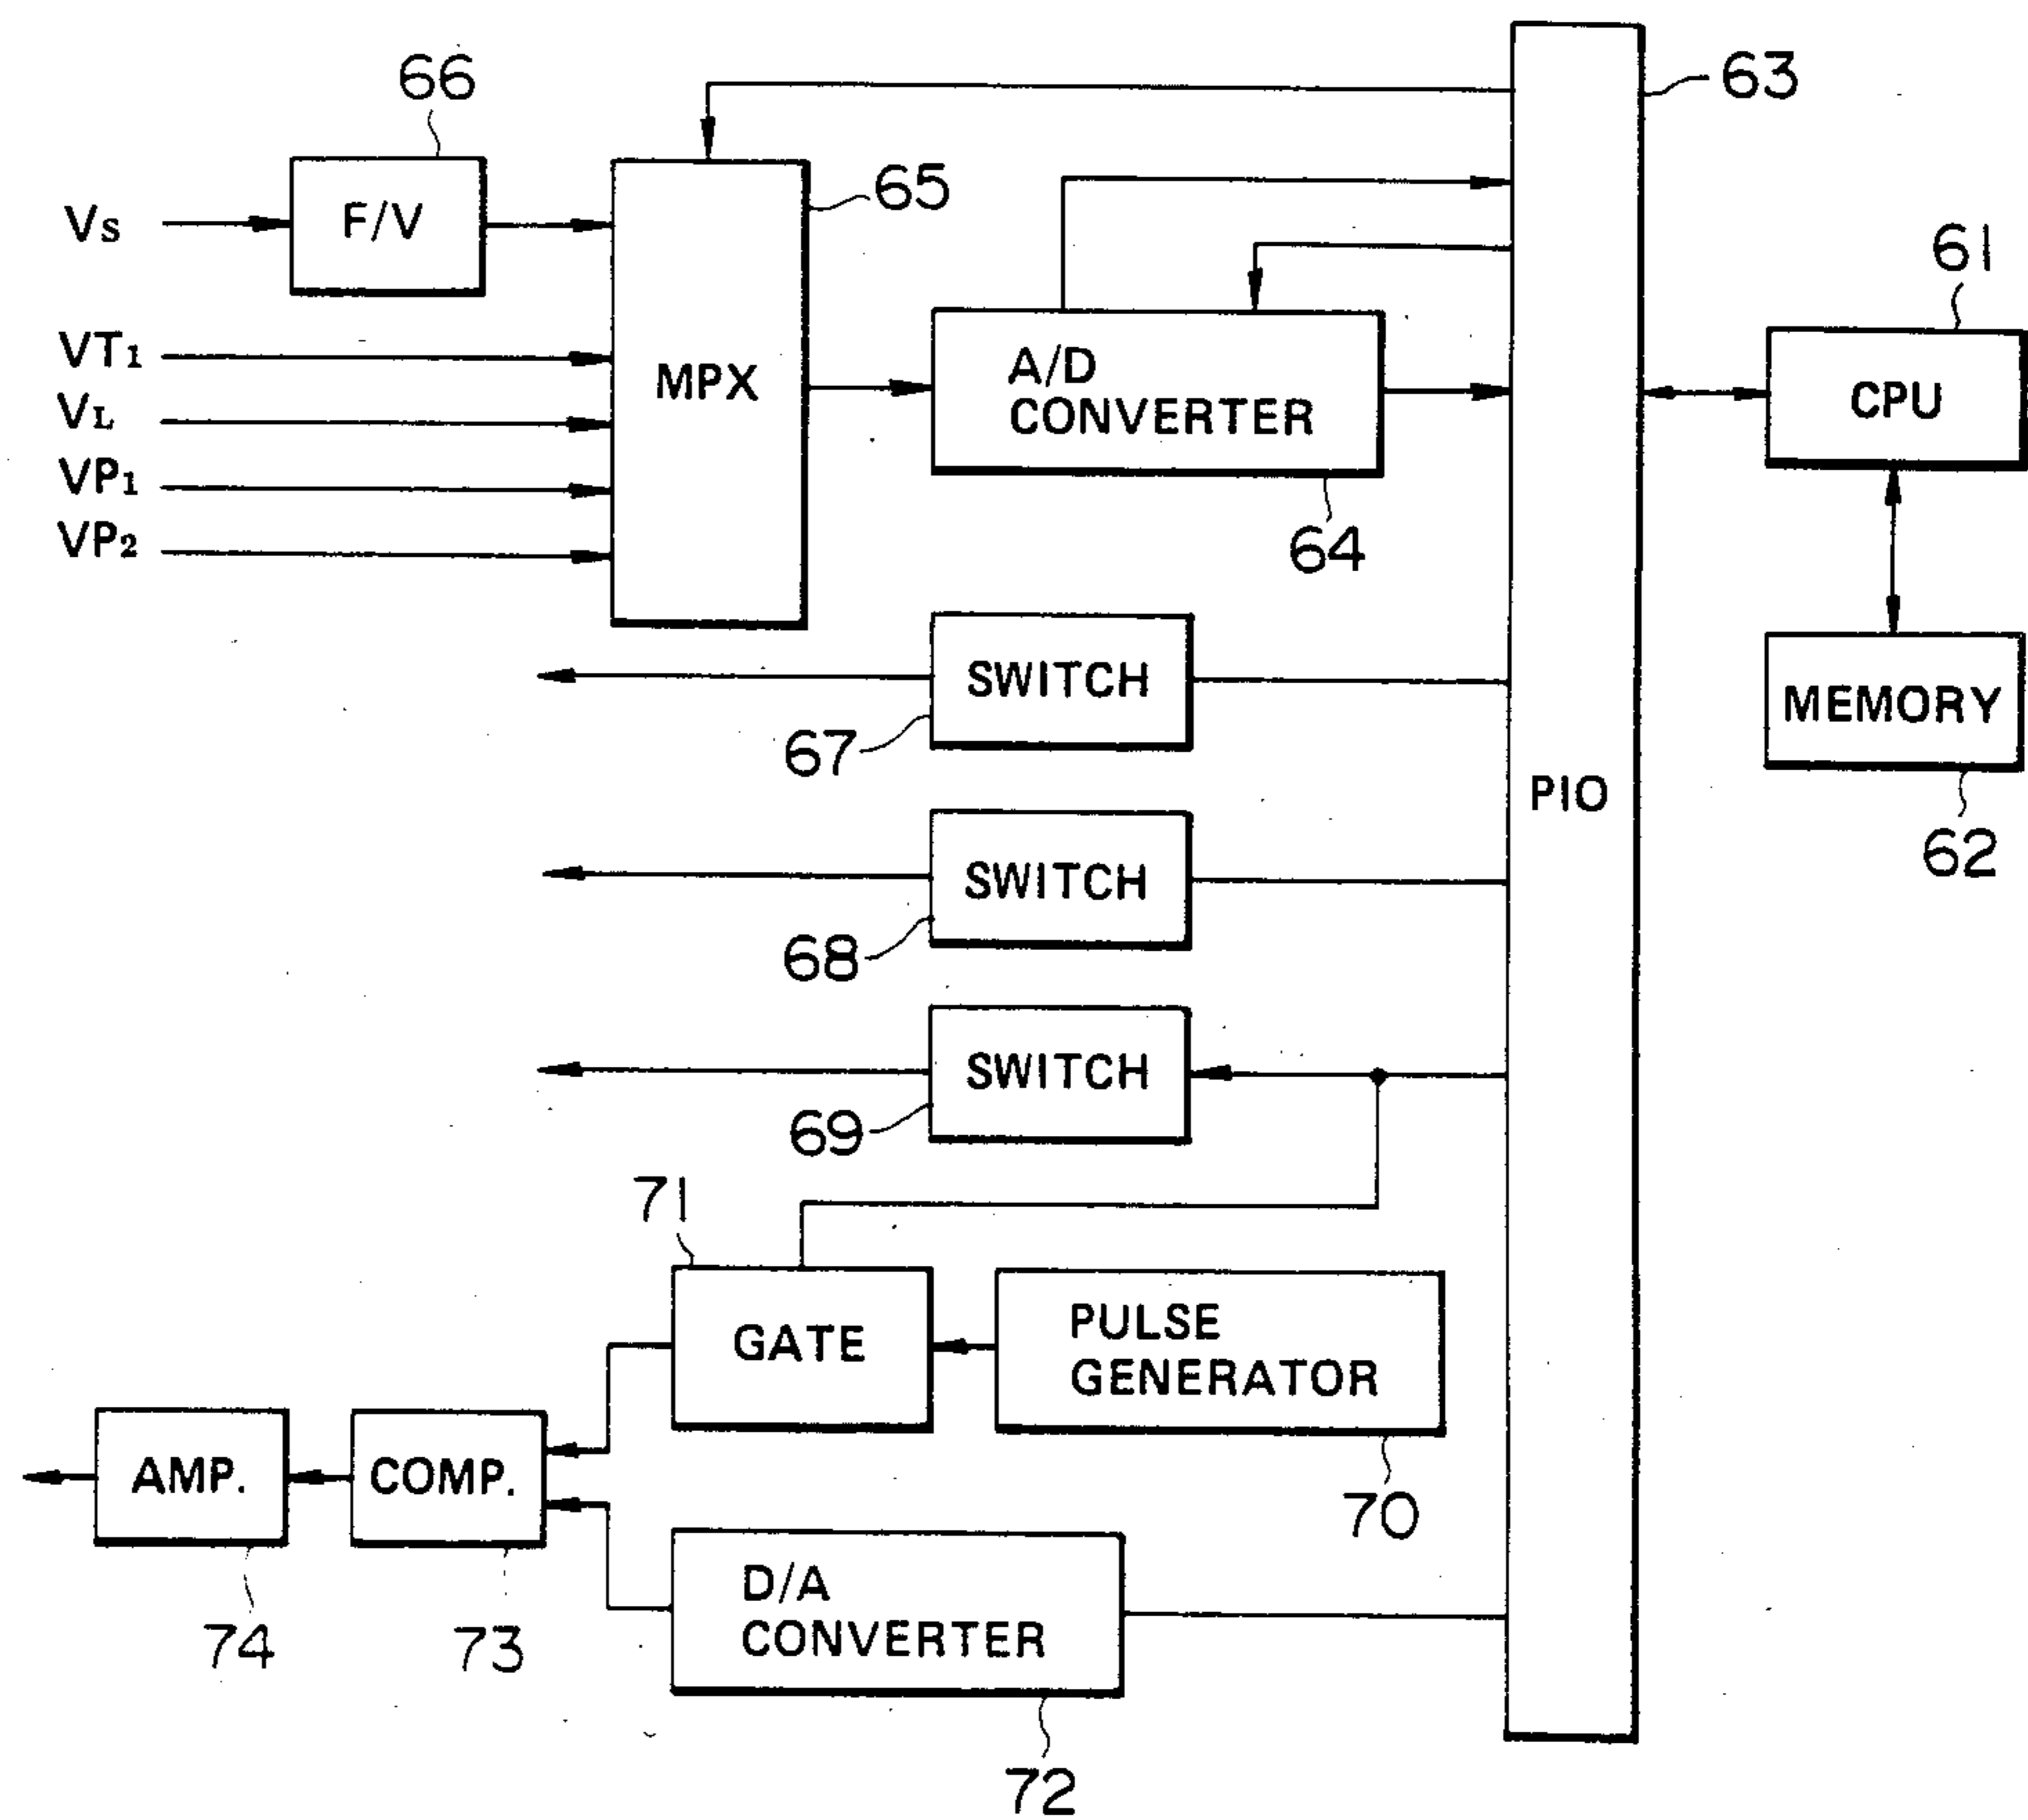 66
63
65
Vs
F/V
61
VT1
VL
VP1
VP2
MPX
A/D
CONVERTER
CPU
64
SWITCH
67
MEMORY
PIO
62
SWITCH
68
SWITCH
69
71
GATE
PULSE
GENERATOR
AMP.
COMP.
70
D/A
CONVERTER
74
73
72